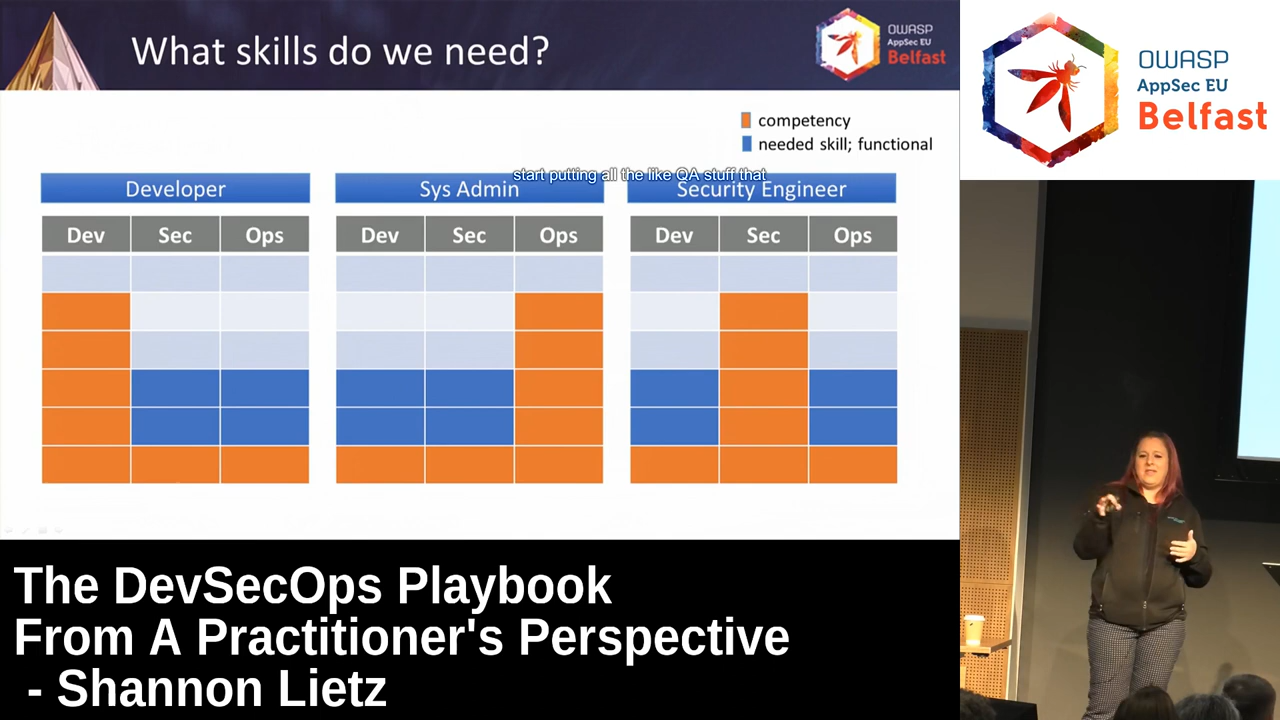 What skills do we need?
OWASP
AppSec EU
Belfast
OWASP
AppSec EU
Belfast
competency
needed skill; functional
start putting all the like QA stuff that
Developer
Sys Admin
Security Engineer
Dev Sec Ops
Dev Sec Ops
Dev Sec Ops
The DevSecOps Playbook
From A Practitioner's Perspective
- Shannon Lietz